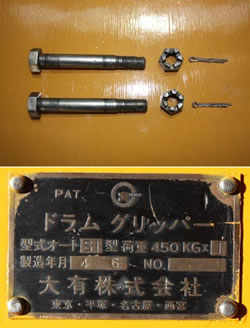 PAT.
ドラム グリッパー
型式オート 型 荷重 450KGx1
製造年月 4 6 NO.
大有株式会社
東京・平塚・名古屋・西宮